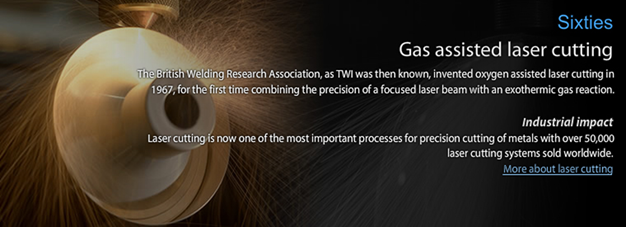 Sixties
Gas assisted laser cutting
The British Welding Research Association, as TWI was then known, invented oxygen assisted laser cutting in
1967, for the first time combining the precision of a focused laser beam with an exothermic gas reaction.
Industrial impact
Laser cutting is now one of the most important processes for precision cutting of metals with over 50,000
laser cutting systems sold worldwide.
More about laser cutting